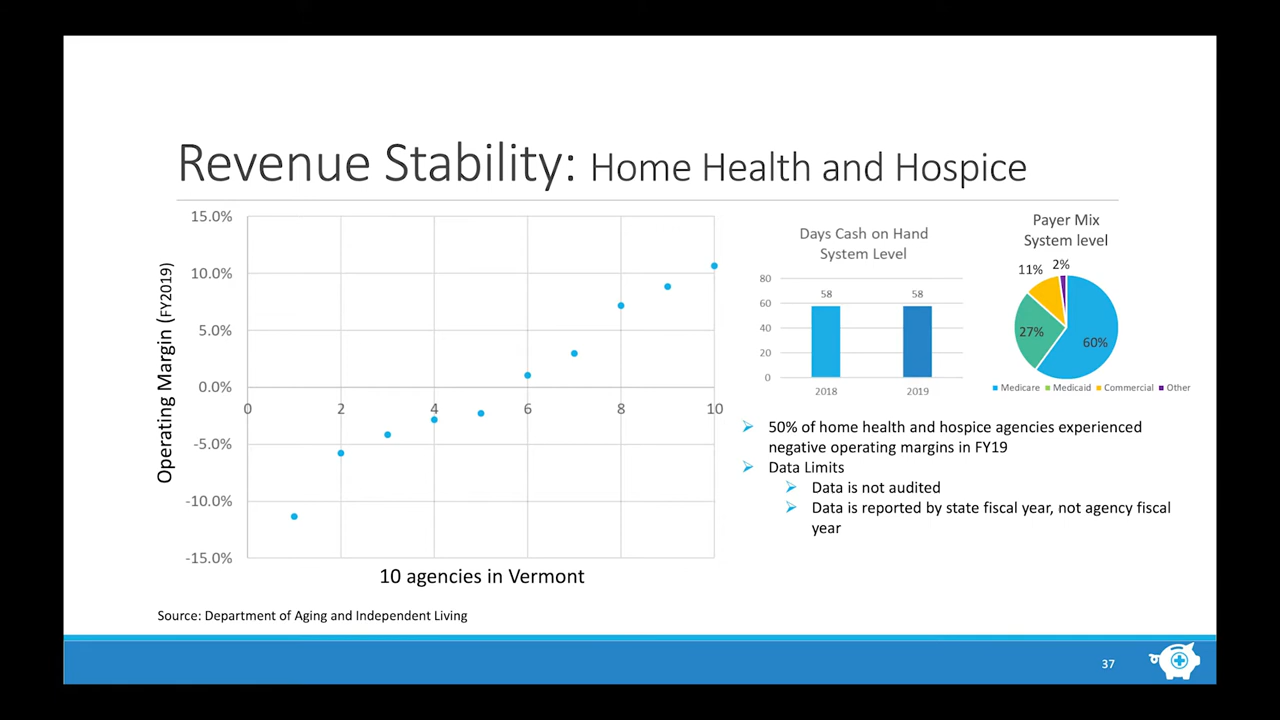 Revenue Stability: Home Health and Hospice
15.0%
10.0%
5.0%
0.0%
-5.0%
-10.0%
-15.0%
Operating Margin (FY2019)
0 2 4 6 8 10
10 agencies in Vermont
Days Cash on Hand
System Level
80
60
40
20
0
58 58
2018 2019
Payer Mix
System level
11% 2%
27%
60%
Medicare Medicaid Commercial Other
50% of home health and hospice agencies experienced
negative operating margins in FY19
Data Limits
Data is not audited
Data is reported by state fiscal year, not agency fiscal
year
Source: Department of Aging and Independent Living
37